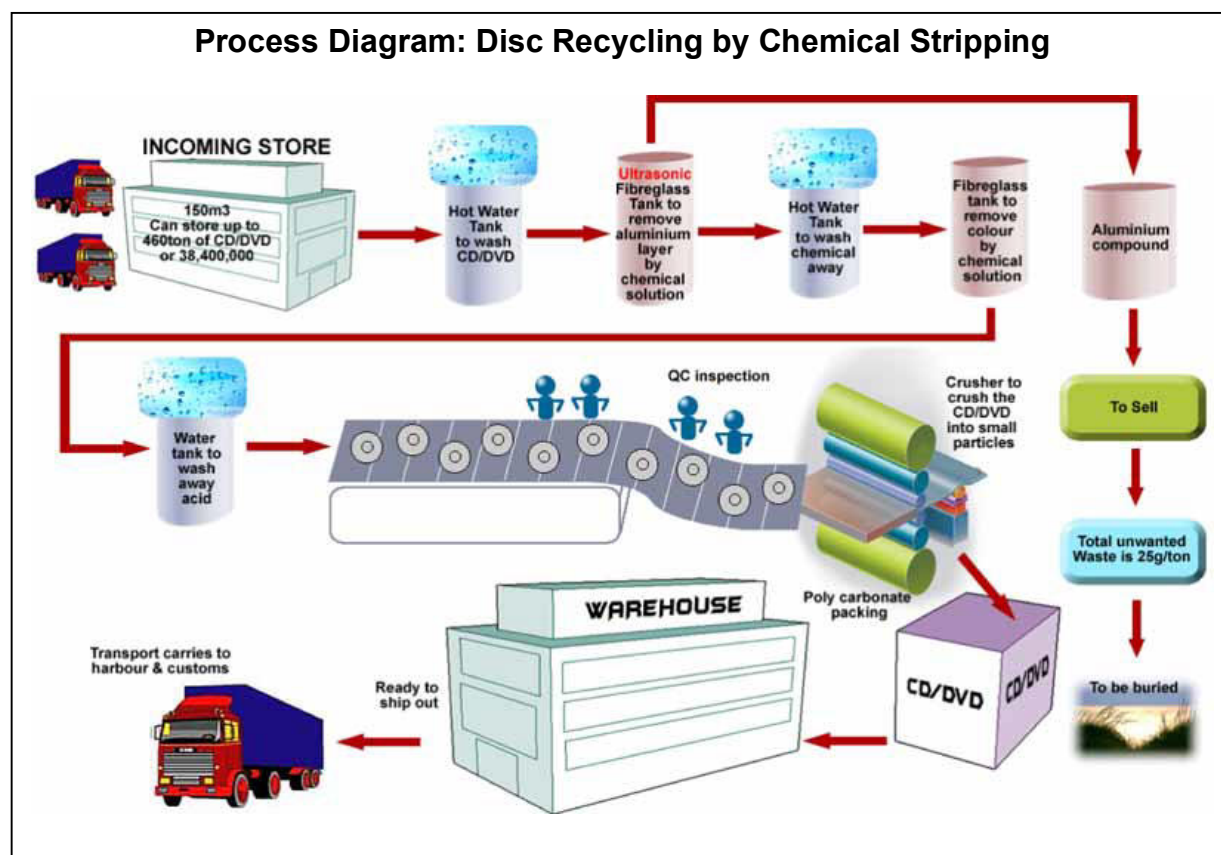 Process Diagram: Disc Recycling by Chemical Stripping
INCOMING STORE
150m3
Can store up to
460ton of CD/DVD
or 38,400,000
Hot Water
Tank
to wash
CD/DVD
Ultrasonic
Fibreglass
Tank to
remove
aluminium
layer
by
chemical
solution
Hot Water
Tank
to wash
chemical
away
Fibreglass
tank to
remove
colour
by
chemical
solution
Aluminium
compound
To Sell
Total unwanted
Waste is 25g/ton
To be buried
Water
tank to
wash
away
acid
QC inspection
Crusher to
crush the
CD/DVD
into small
particles
Poly carbonate
packing
CD/DVD
CD/DVD
WAREHOUSE
Ready to
ship out
Transport carries to
harbour & customs